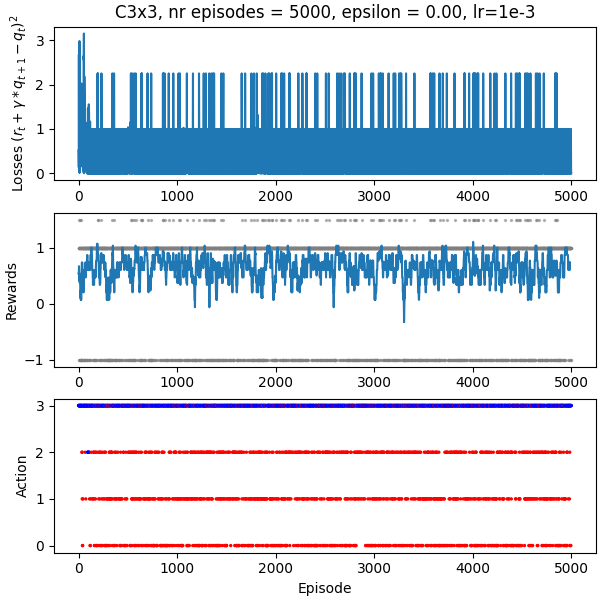 C3x3, nr episodes = 5000, epsilon = 0.00, lr=1e-3
Losses $(r_t + \gamma * q_{t+1} - q_t)^2$
3
2
1
0
0 1000 2000 3000 4000 5000
Rewards
1
0
−1
0 1000 2000 3000 4000 5000
Action
3
2
1
0
0 1000 2000 3000 4000 5000
Episode